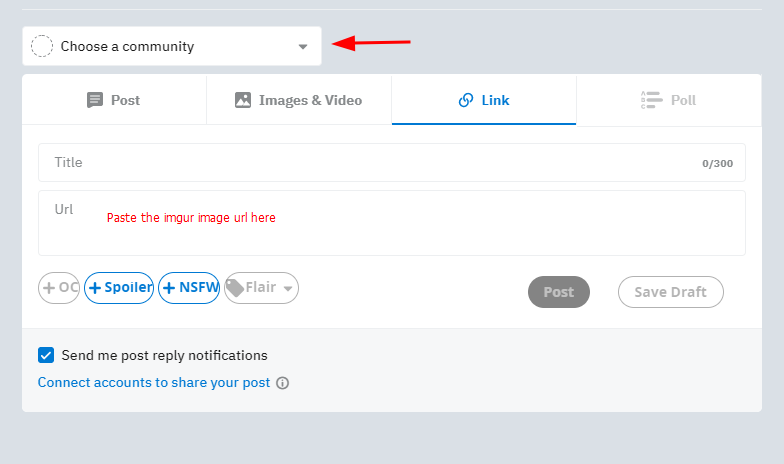 Choose a community
Post
Images & Video
Link
A
B
C
Poll
Title
0/300
Url
Paste the imgur image url here
+ OC
+ Spoiler
+ NSFW
Flair
Post
Save Draft
Send me post reply notifications
Connect accounts to share your post